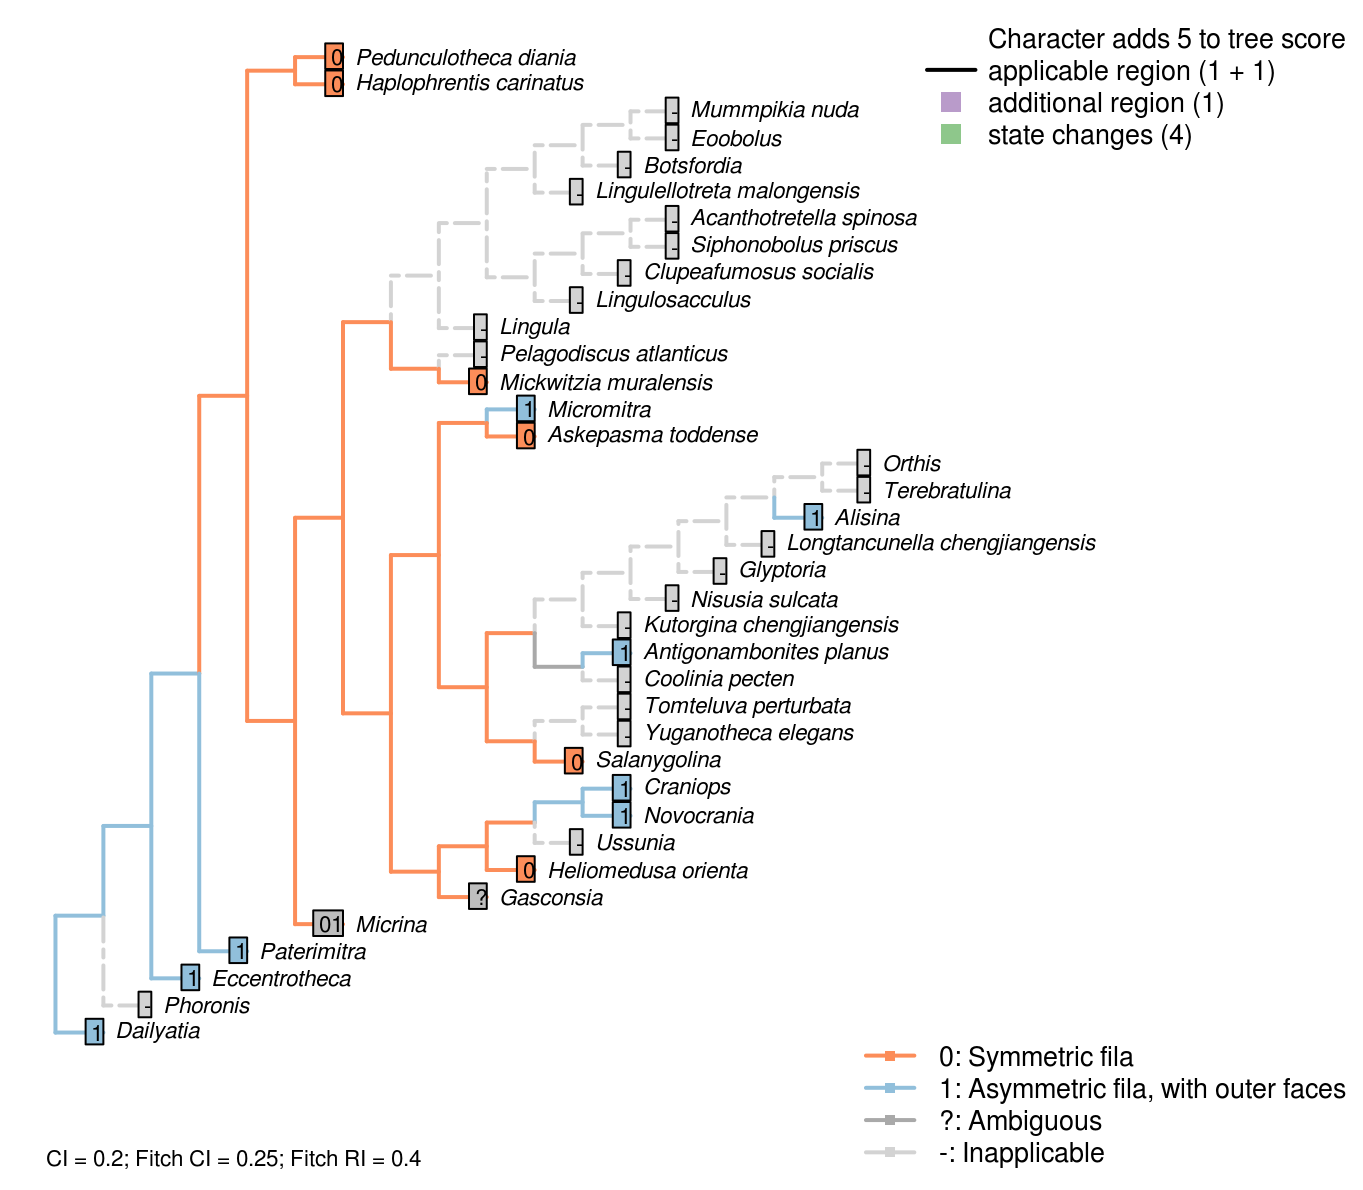 Character adds 5 to tree score
applicable region (1 + 1)
additional region (1)
state changes (4)
0 Pedunculotheca diania
0 Haplophrentis carinatus
- Mummpikia nuda
- Eoobolus
- Botsfordia
- Lingulellotreta malongensis
- Acanthotretella spinosa
- Siphonobolus priscus
- Clupeafumosus socialis
- Lingulosacculus
- Lingula
- Pelagodiscus atlanticus
0 Mickwitzia muralensis
1 Micromitra
0 Askepasma toddense
- Orthis
- Terebratulina
1 Alisina
- Longtancunella chengjiangensis
- Glyptoria
- Nisusia sulcata
- Kutorgina chengjiangensis
1 Antigonambonites planus
- Coolinia pecten
- Tomteluva perturbata
- Yuganotheca elegans
0 Salanygolina
1 Craniops
1 Novocrania
- Ussunia
0 Heliomedusa orienta
? Gasconsia
01 Micrina
1 Paterimitra
1 Eccentrotheca
- Phoronis
1 Dailyatia
0: Symmetric fila
1: Asymmetric fila, with outer faces
?: Ambiguous
-: Inapplicable
CI = 0.2; Fitch CI = 0.25; Fitch RI = 0.4